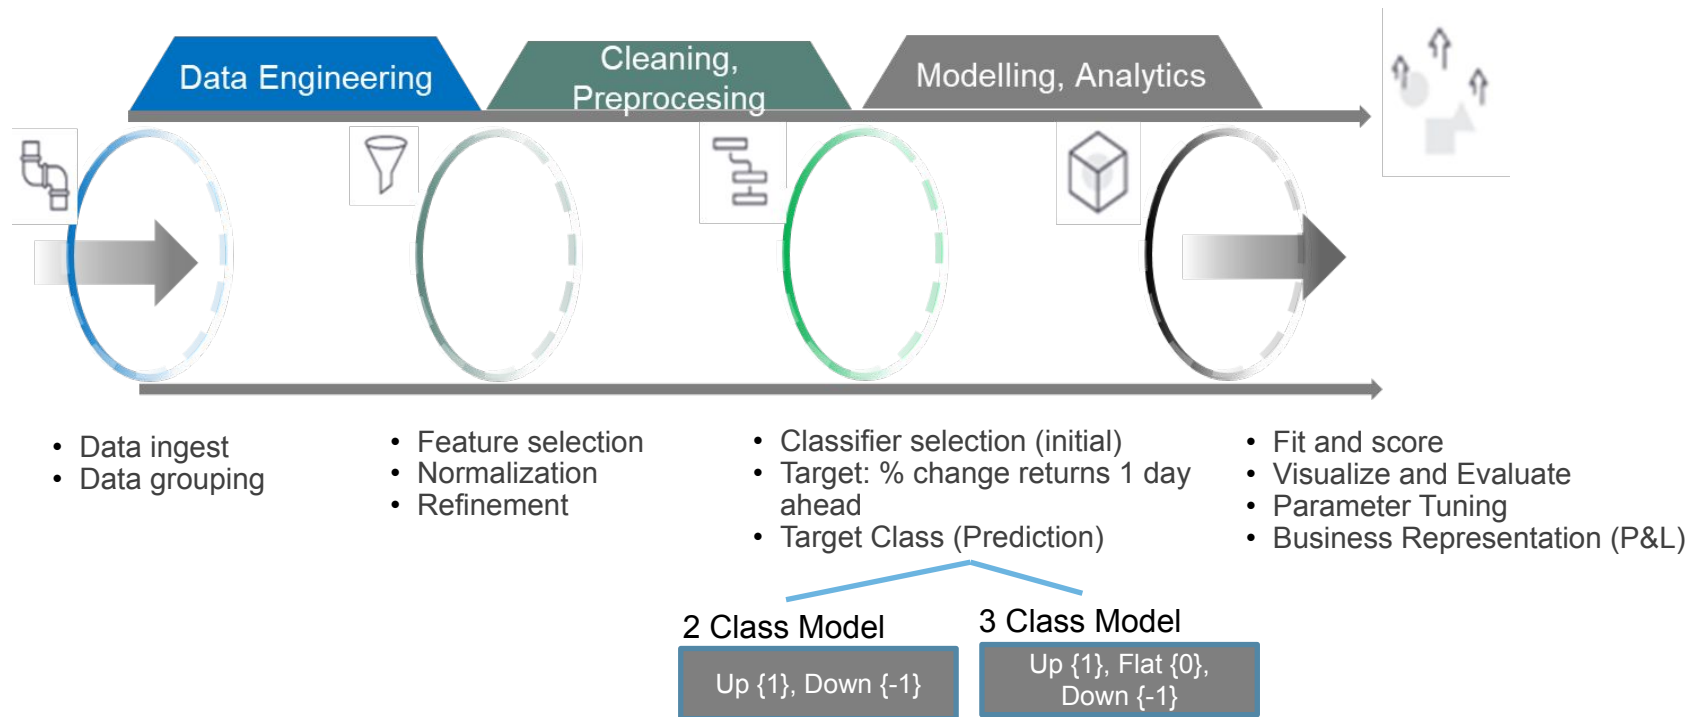 Data Engineering
Cleaning,
Preprocesing
Modelling, Analytics
• Data ingest
• Data grouping
• Feature selection
• Normalization
• Refinement
• Classifier selection (initial)
• Target: % change returns 1 day
ahead
• Target Class (Prediction)
• Fit and score
• Visualize and Evaluate
• Parameter Tuning
• Business Representation (P&L)
2 Class Model
Up {1}, Down {-1}
3 Class Model
Up {1}, Flat {0},
Down {-1}